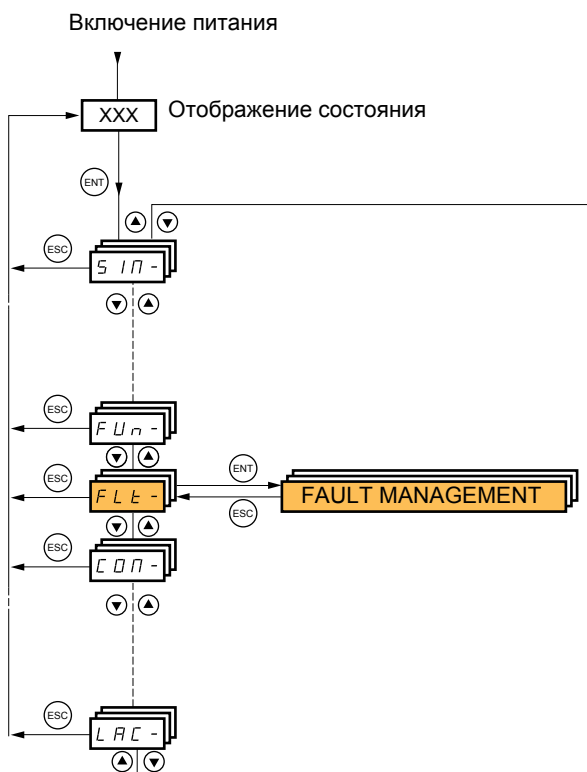 Включение питания
XXX Отображение состояния
ENT
ESC
SIM-
ESC
FUn-
ESC
FLt-
ENT
ESC
FAULT MANAGEMENT
ESC
COM-
ESC
LAC-